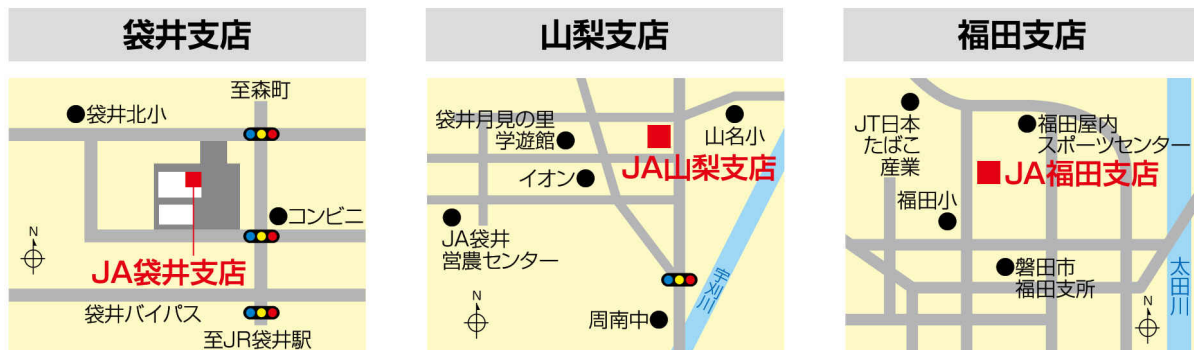 袋井支店
至森町
袋井北小
コンビニ
N
JA袋井支店
袋井バイパス
至JR袋井駅
山梨支店
袋井月見の里
学遊館
山名小
JA山梨支店
イオン
JA袋井
営農センター
宇刈川
N
周南中
福田支店
JT日本
たばこ
産業
福田屋内
スポーツセンター
JA福田支店
福田小
磐田市
福田支所
太田川
N